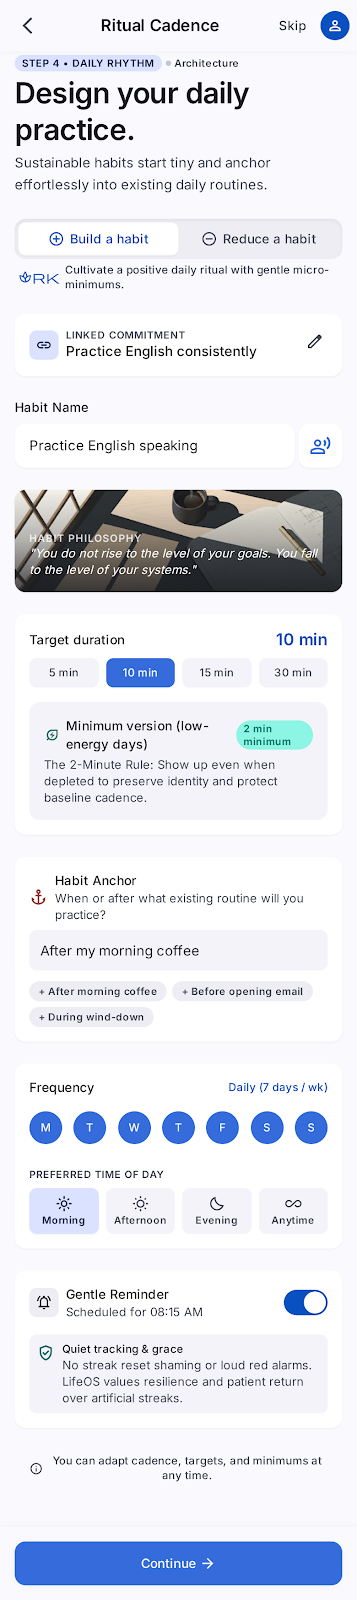 Ritual Cadence
Skip
STEP 4 • DAILY RHYTHM
Architecture
Design your daily
practice.
Sustainable habits start tiny and anchor
effortlessly into existing daily routines.
Build a habit
Reduce a habit
RK
Cultivate a positive daily ritual with gentle micro-
minimums.
LINKED COMMITMENT
Practice English consistently
Habit Name
Practice English speaking
HABIT PHILOSOPHY
"You do not rise to the level of your goals. You fall
to the level of your systems."
Target duration
10 min
5 min
10 min
15 min
30 min
Minimum version (low-
energy days)
2 min
minimum
The 2-Minute Rule: Show up even when
depleted to preserve identity and protect
baseline cadence.
Habit Anchor
When or after what existing routine will you
practice?
After my morning coffee
+ After morning coffee
+ Before opening email
+ During wind-down
Frequency
Daily (7 days / wk)
M T W T F S S
PREFERRED TIME OF DAY
Morning
Afternoon
Evening
Anytime
Gentle Reminder
Scheduled for 08:15 AM
Quiet tracking & grace
No streak reset shaming or loud red alarms.
LifeOS values resilience and patient return
over artificial streaks.
You can adapt cadence, targets, and minimums at
any time.
Continue →